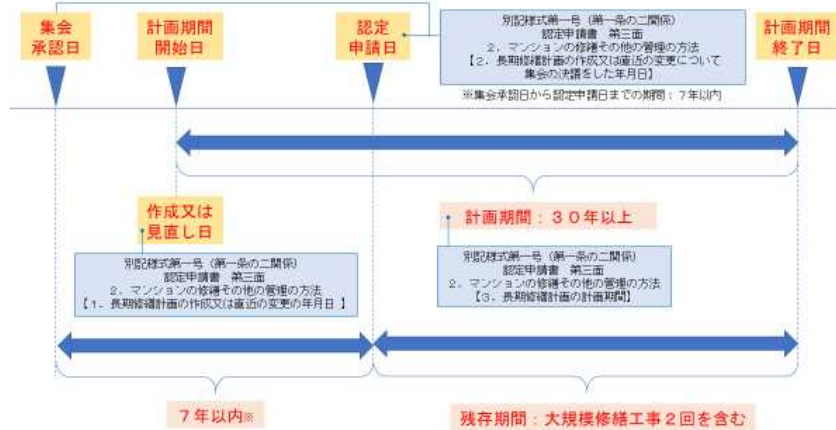 集会
承認日
計画期間
開始日
認定
申請日
別記様式第一号（第一条の二関係）
認定申請書　第三面
２．マンションの修繕その他の管理の方法
【２．長期修繕計画の作成又は直近の変更について
集会の決議をした年月日】
計画期間
終了日
※集会承認日から認定申請日までの期間：７年以内
作成又は
見直し日
計画期間：３０年以上
別記様式第一号（第一条の二関係）
認定申請書　第三面
２．マンションの修繕その他の管理の方法
【１．長期修繕計画の作成又は直近の変更の年月日 】
別記様式第一号（第一条の二関係）
認定申請書　第三面
２．マンションの修繕その他の管理の方法
【３．長期修繕計画の計画期間】
７年以内※
残存期間：大規模修繕工事２回を含む